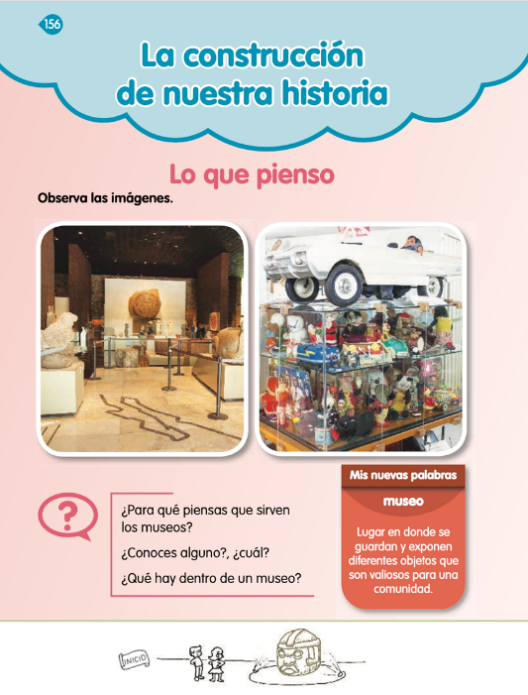 156
La construcción
de nuestra historia
Lo que pienso
Observa las imágenes.
¿Para qué piensas que sirven
los museos?
¿Conoces alguno?, ¿cuál?
¿Qué hay dentro de un museo?
Mis nuevas palabras
museo
Lugar en donde se
guardan y exponen
diferentes objetos que
son valiosos para una
comunidad.
INICIO